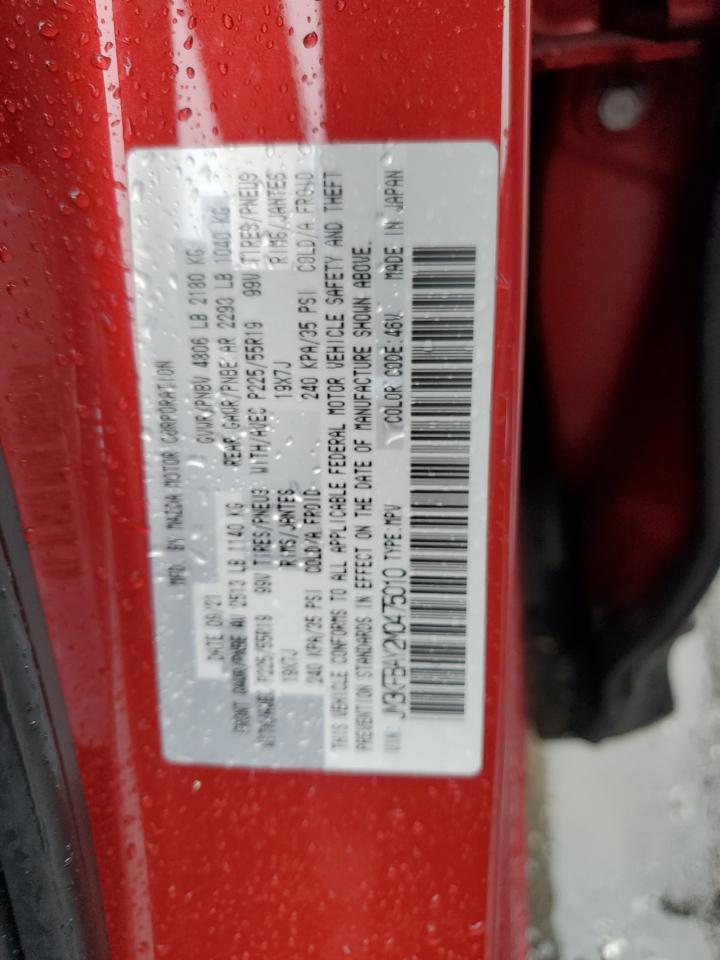 MFD. BY MAZDA MOTOR CORPORATION
DATE 09/21 GVWR/PNBV 4806 LB 2180 KG
FRONT GAWR/PNBE AV 2513 LB 1140 KG REAR GAWR/PNBE AR 2293 LB 1040 KG
WITH/AVEC P225/55R19 99V TIRES/PNEUS WITH/AVEC P225/55R19 99V TIRES/PNEUS
19X7J RIMS/JANTES 19X7J RIMS/JANTES
240 KPA/35 PSI COLD/A FROID 240 KPA/35 PSI COLD/A FROID
THIS VEHICLE CONFORMS TO ALL APPLICABLE FEDERAL MOTOR VEHICLE SAFETY AND THEFT
PREVENTION STANDARDS IN EFFECT ON THE DATE OF MANUFACTURE SHOWN ABOVE.
VIN: JM3KFBAY2M0475010 TYPE:MPV COLOR CODE:46V MADE IN JAPAN